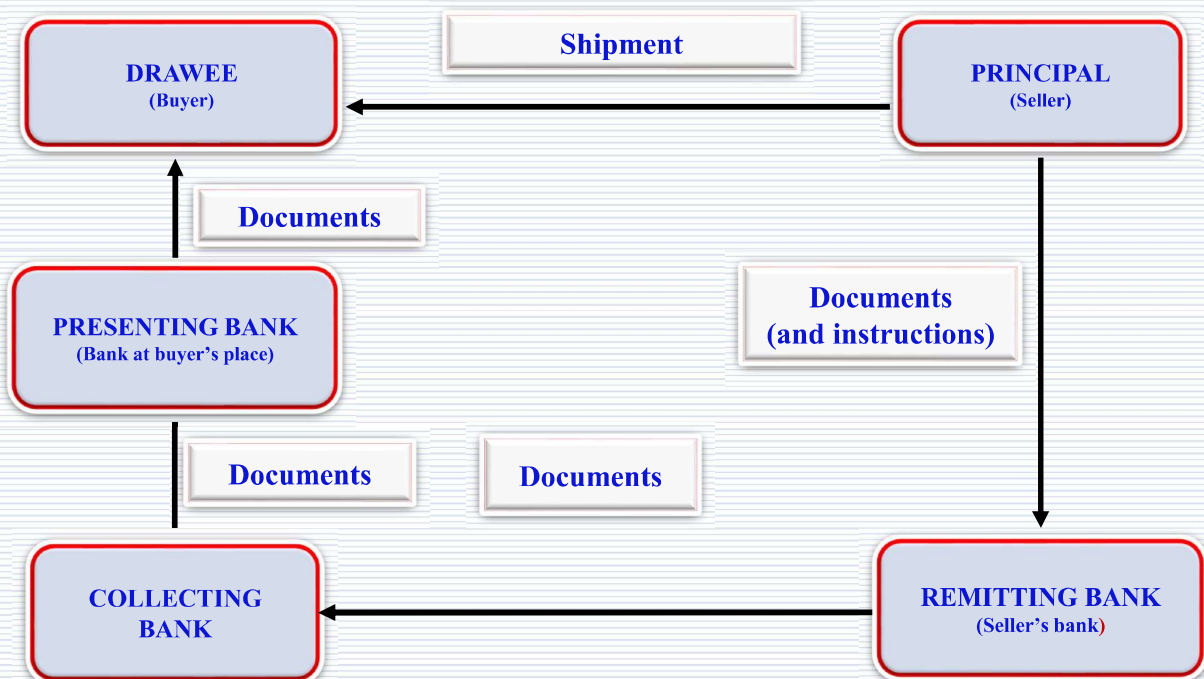 Shipment
DRAWEE
(Buyer)
PRINCIPAL
(Seller)
Documents
PRESENTING BANK
(Bank at buyer’s place)
Documents
(and instructions)
Documents
Documents
COLLECTING
BANK
REMITTING BANK
(Seller’s bank)